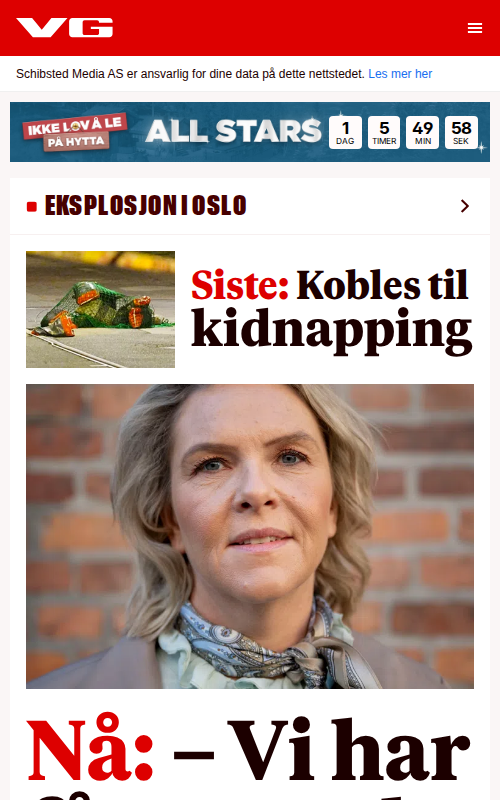 VG
Schibsted Media AS er ansvarlig for dine data på dette nettstedet. Les mer her
IKKE LOV Å LE
PÅ HYTTA
ALL STARS
1 5 49 58
DAG TIMER MIN SEK
EKSPLOSJON I OSLO
Siste: Kobles til
kidnapping
Nå: – Vi har